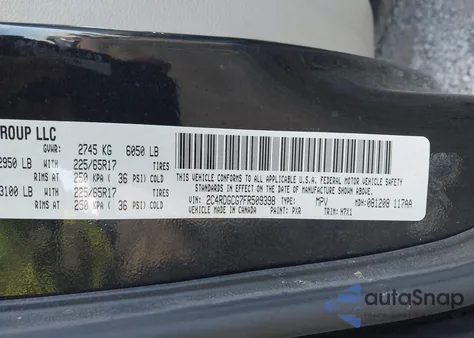 ROUP LLC
GVWR: 2745 KG 6050 LB
2950 LB WITH 225/65R17 TIRES
RIMS AT 250 KPA ( 36 PSI) COLD
3100 LB WITH 225/65R17 TIRES
RIMS AT 250 KPA ( 36 PSI) COLD
THIS VEHICLE CONFORMS TO ALL APPLICABLE U.S.A. FEDERAL MOTOR VEHICLE SAFETY
STANDARDS IN EFFECT ON THE DATE OF MANUFACTURE SHOWN ABOVE.
VIN: 2C4RDGCG7FR509398 TYPE: MPV MDH: 081208 117AA
VEHICLE MADE IN CANADA PAINT: PXR TRIM: H7X1
autoSnap